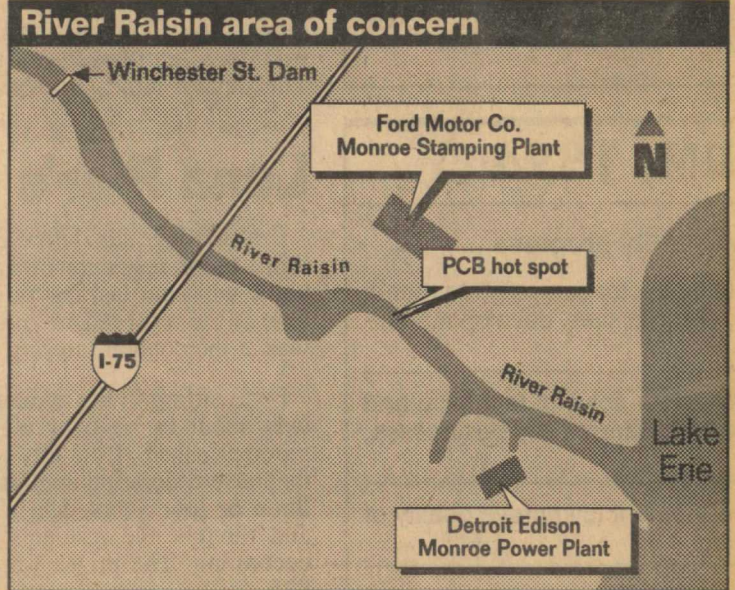 River Raisin area of concern
Winchester St. Dam
Ford Motor Co.
Monroe Stamping Plant
N
River Raisin
PCB hot spot
I-75
River Raisin
Lake
Erie
Detroit Edison
Monroe Power Plant